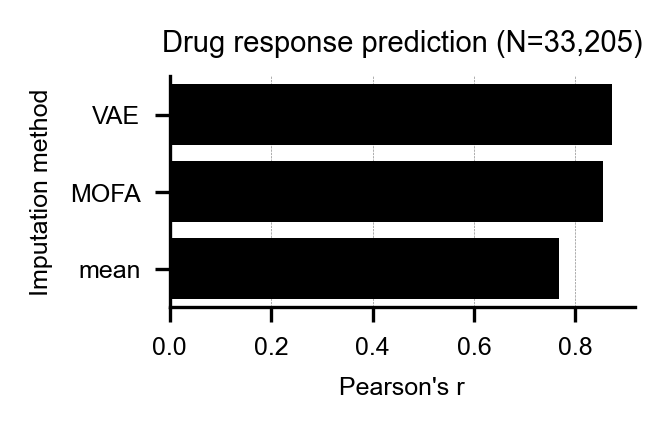 Drug response prediction (N=33,205)
Imputation method
VAE
MOFA
mean
0.0 0.2 0.4 0.6 0.8
Pearson's r